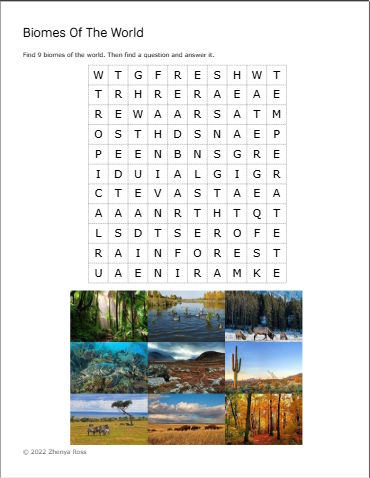 Biomes Of The World
Find 9 biomes of the world. Then find a question and answer it.
W T G F R E S H W T
T R H R E R A E A E
R E W A A R S A T M
O S T H D S N A E P
P E E N B N S G R E
I D U I A L G I G R
C T E V A S T A E A
A A A N R T H T Q T
L S D T S E R O F E
R A I N F O R E S T
U A E N I R A M K E
© 2022 Zhenya Ross